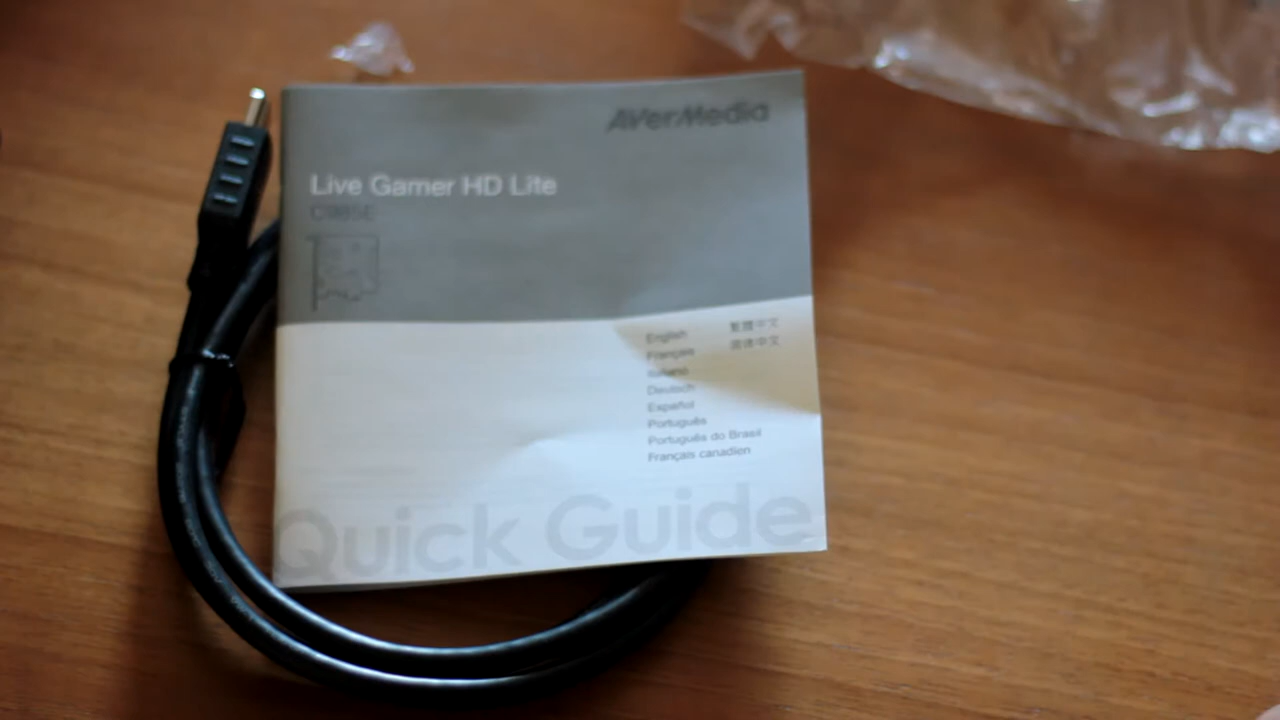 AVerMedia
Live Gamer HD Lite
C985E
English
Français
Italiano
Deutsch
Español
Português
Português do Brasil
Français canadien
繁體中文
简体中文
Quick Guide